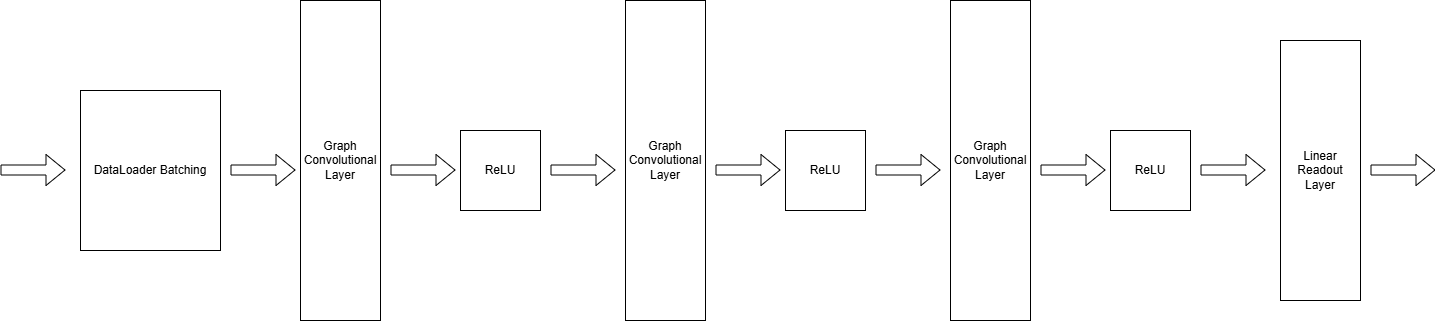 DataLoader Batching
Graph
Convolutional
Layer
ReLU
Graph
Convolutional
Layer
ReLU
Graph
Convolutional
Layer
ReLU
Linear
Readout
Layer